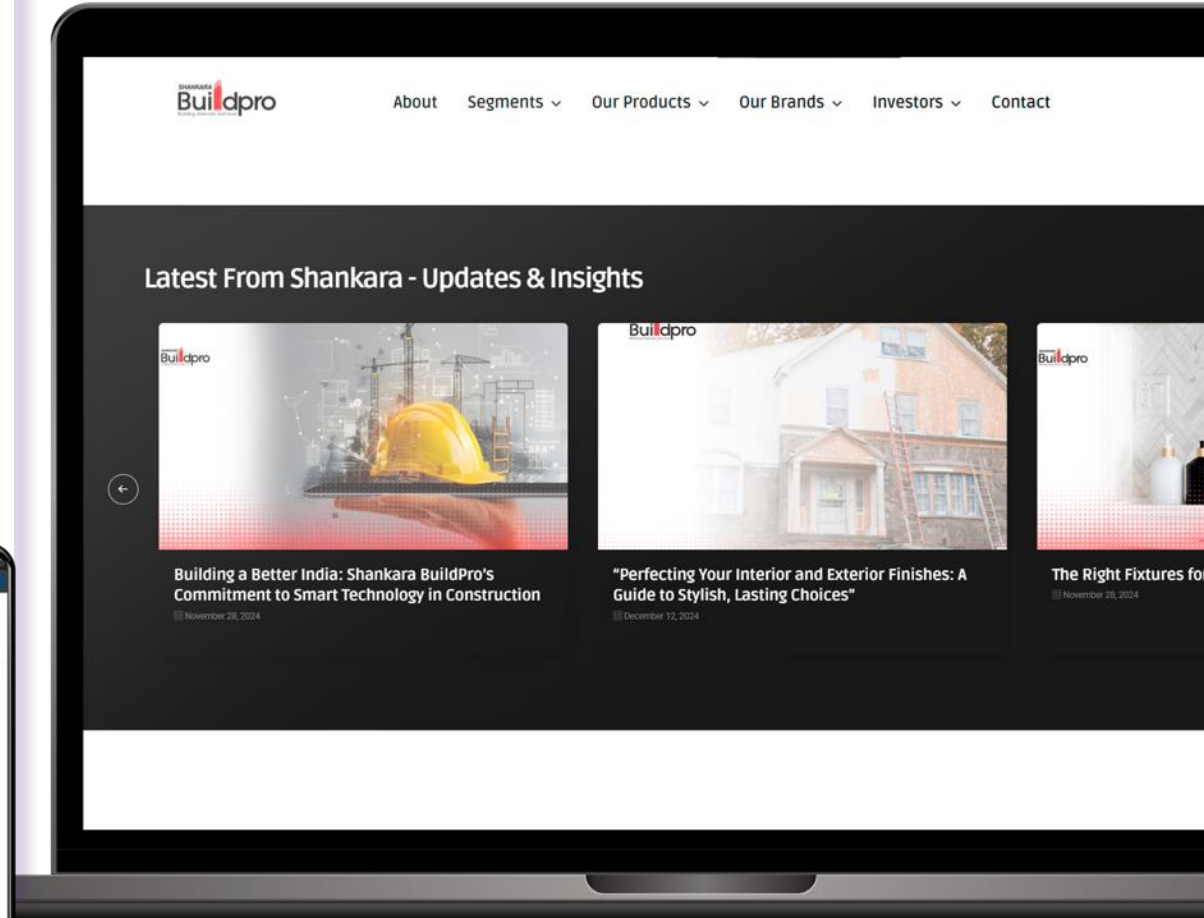 SHANKARA
Buildpro
About Segments Our Products Our Brands Investors Contact
Latest From Shankara - Updates & Insights
Buildpro
Buildpro
Buildpro
Building a Better India: Shankara BuildPro's
Commitment to Smart Technology in Construction
November 28, 2024
"Perfecting Your Interior and Exterior Finishes: A
Guide to Stylish, Lasting Choices"
December 12, 2024
The Right Fixtures for
November 28, 2024